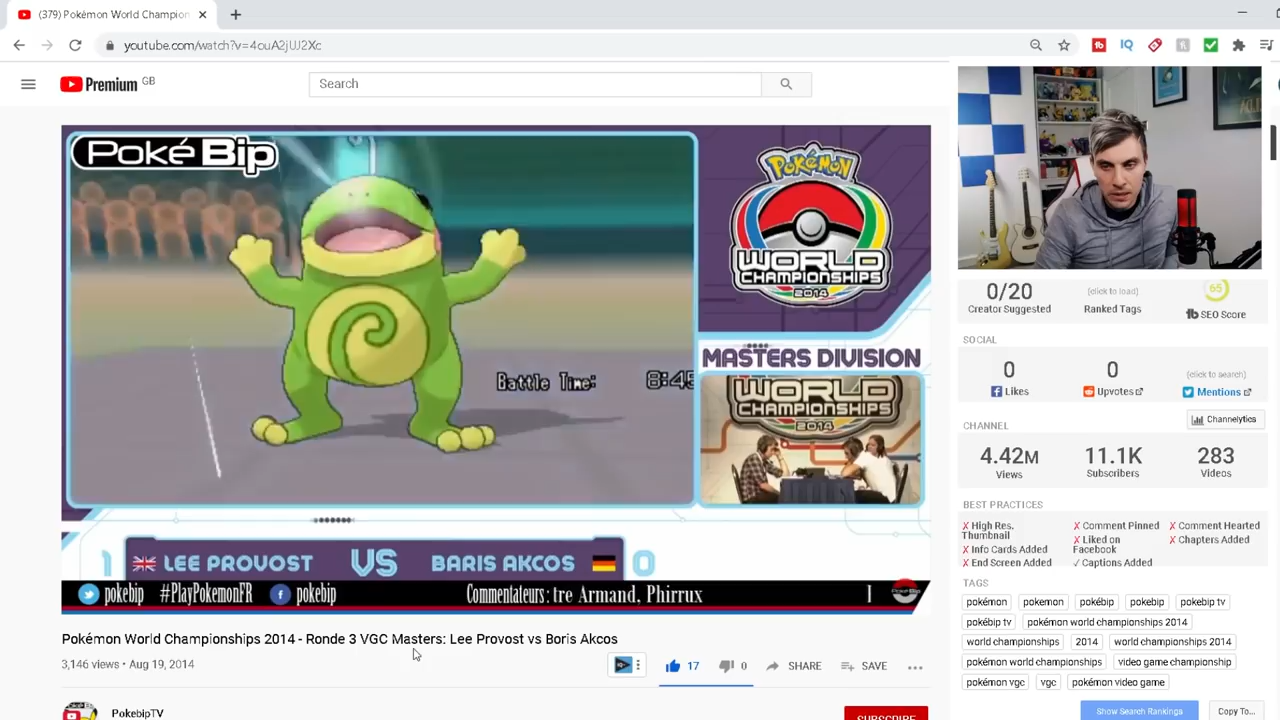 (379) Pokémon World Champion
youtube.com/watch?v=4ouA2jUJ2Xc
Premium GB
Search
Poké Bip
Battle Time: 8:45
Pokémon
WORLD
CHAMPIONSHIPS
2014
MASTERS DIVISION
WORLD
CHAMPIONSHIPS
2014
1 LEE PROVOST VS BARIS AKCOS 0
pokebip #PlayPokemonFR pokebip Commentateurs: tre Armand, Phirrux
Pokémon World Championships 2014 - Ronde 3 VGC Masters: Lee Provost vs Boris Akcos
3,146 views • Aug 19, 2014
17 0 SHARE SAVE
PokebipTV
SUBSCRIBE
0/20
Creator Suggested
(click to load)
Ranked Tags
65
tb SEO Score
SOCIAL
0
Likes
0
Upvotes
(click to search)
Mentions
Channelytics
CHANNEL
4.42M
Views
11.1K
Subscribers
283
Videos
BEST PRACTICES
✗ High Res.
Thumbnail
✗ Info Cards Added
✗ End Screen Added
✗ Comment Pinned
✗ Liked on
Facebook
✓ Captions Added
✗ Comment Hearted
✗ Chapters Added
TAGS
pokémon pokemon pokébip pokebip pokebip tv
pokébip tv pokémon world championships 2014
world championships 2014 world championships 2014
pokémon world championships video game championship
pokémon vgc vgc pokémon video game
Show Search Rankings Copy To...